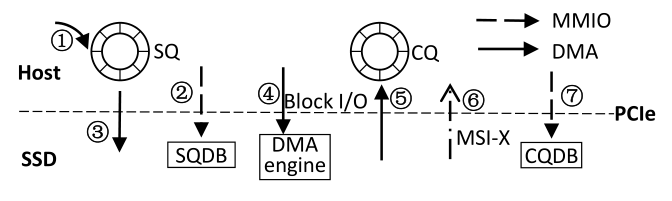 ① SQ CQ MMIO
DMA
Host ② ④ Block I/O ⑤ ⑥ ⑦
PCIe
③ MSI-X
SSD SQDB DMA engine CQDB